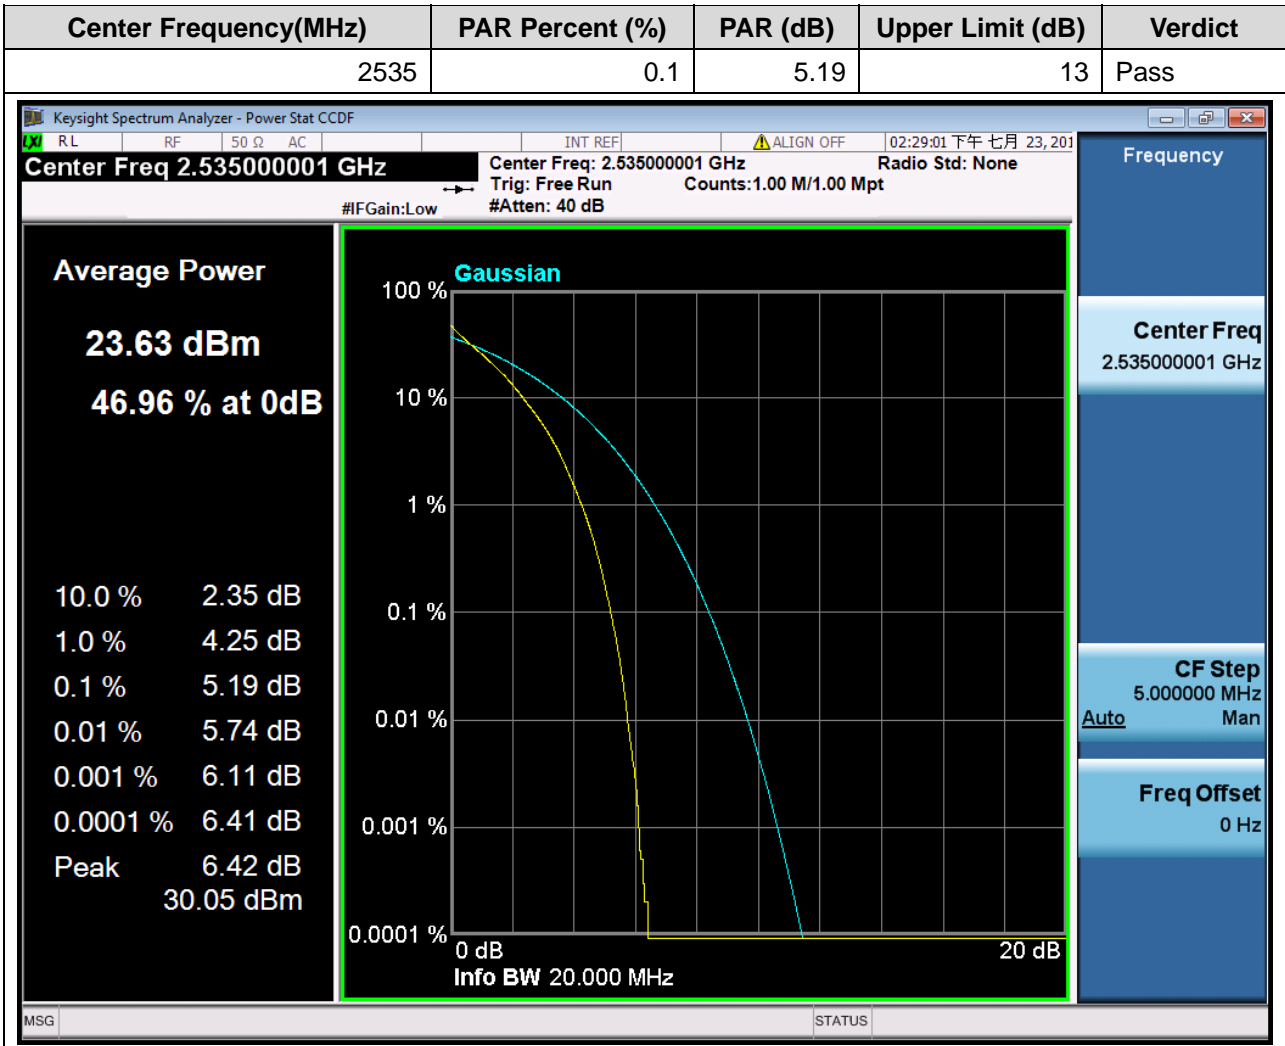 Center Frequency(MHz) PAR Percent (%) PAR (dB) Upper Limit (dB) Verdict
2535 0.1 5.19 13 Pass
Keysight Spectrum Analyzer - Power Stat CCDF
LXI RL RF 50 Ω AC INT REF ALIGN OFF 02:29:01 下午 七月 23, 201
Center Freq 2.535000001 GHz
Center Freq: 2.535000001 GHz Radio Std: None
Trig: Free Run Counts:1.00 M/1.00 Mpt
#IFGain:Low #Atten: 40 dB
Frequency
Average Power
23.63 dBm
46.96 % at 0dB
10.0 % 2.35 dB
1.0 % 4.25 dB
0.1 % 5.19 dB
0.01 % 5.74 dB
0.001 % 6.11 dB
0.0001 % 6.41 dB
Peak 6.42 dB
30.05 dBm
Gaussian
100 %
10 %
1 %
0.1 %
0.01 %
0.001 %
0.0001 %
0 dB 20 dB
Info BW 20.000 MHz
Center Freq
2.535000001 GHz
CF Step
5.000000 MHz
Auto Man
Freq Offset
0 Hz
MSG STATUS